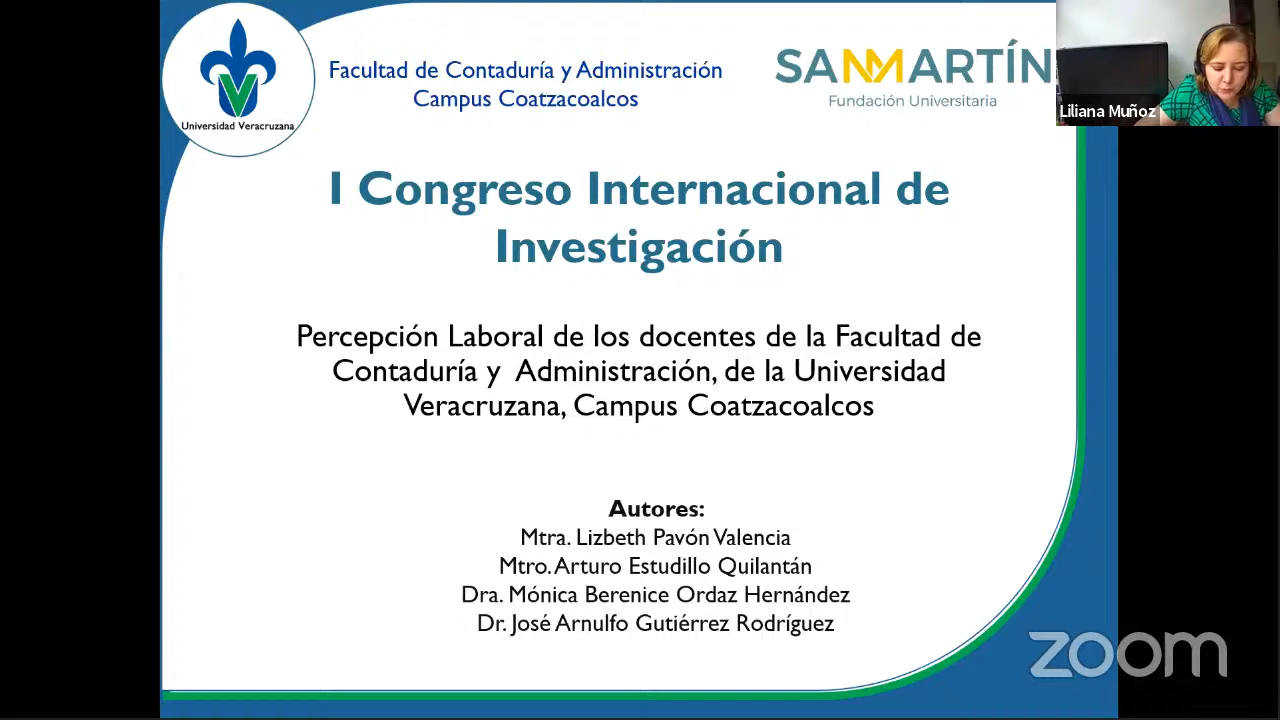 Universidad Veracruzana
Facultad de Contaduría y Administración
Campus Coatzacoalcos
SANMARTÍN
Fundación Universitaria
Liliana Muñoz
I Congreso Internacional de
Investigación
Percepción Laboral de los docentes de la Facultad de
Contaduría y Administración, de la Universidad
Veracruzana, Campus Coatzacoalcos
Autores:
Mtra. Lizbeth Pavón Valencia
Mtro. Arturo Estudillo Quilantán
Dra. Mónica Berenice Ordaz Hernández
Dr. José Arnulfo Gutiérrez Rodríguez
zoom